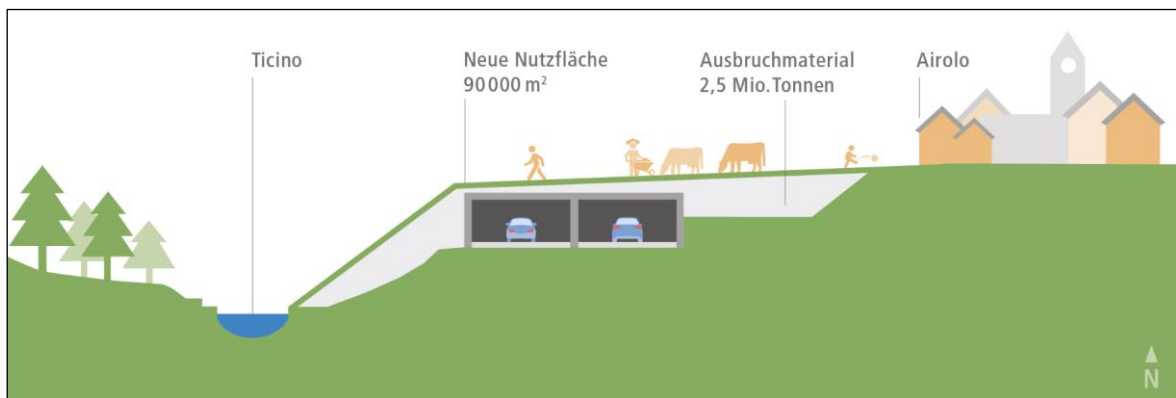 Ticino
Neue Nutzfläche
90 000 m²
Ausbruchmaterial
2,5 Mio. Tonnen
Airolo
N